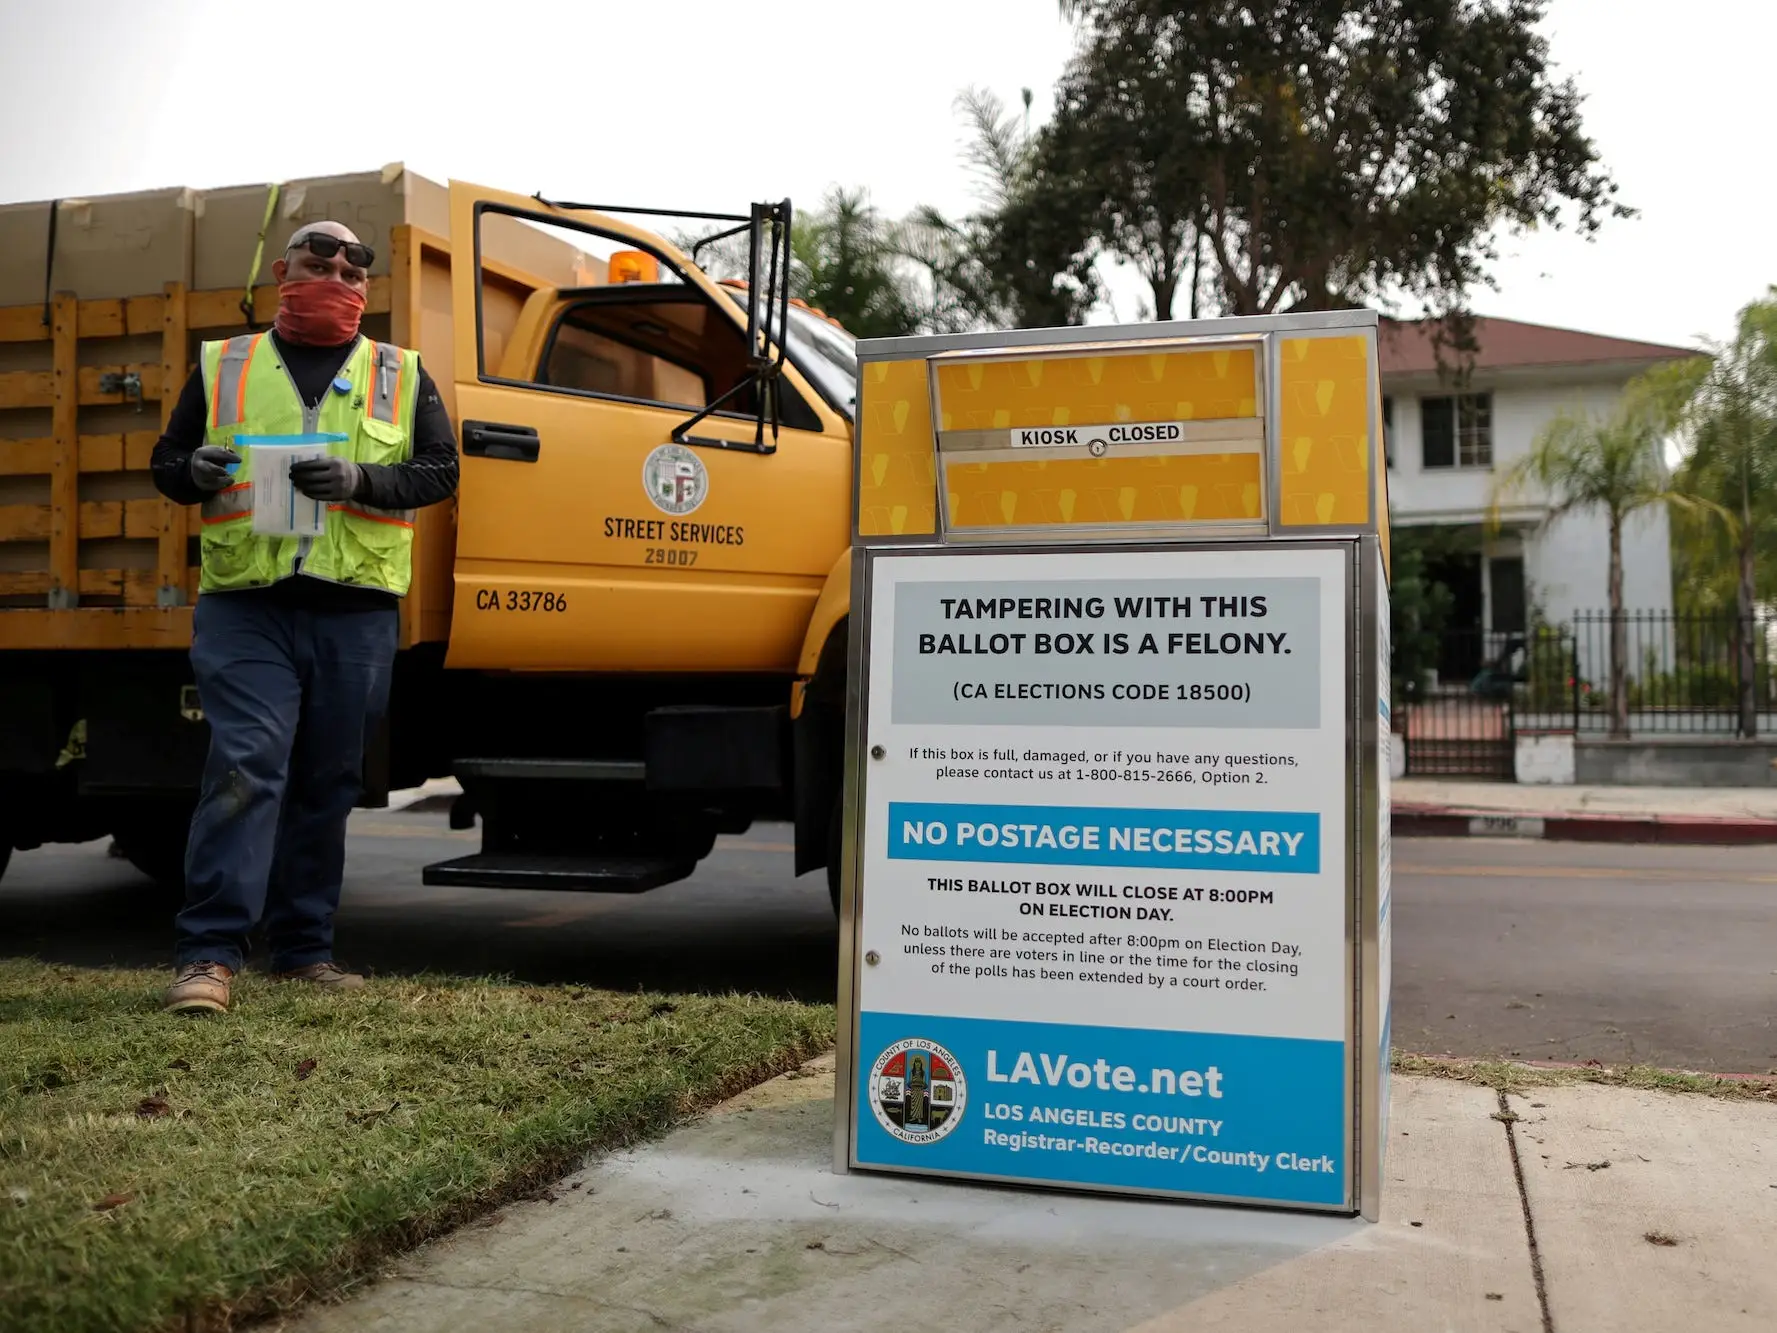 STREET SERVICES
29007
CA 33786
KIOSK CLOSED
TAMPERING WITH THIS
BALLOT BOX IS A FELONY.
(CA ELECTIONS CODE 18500)
If this box is full, damaged, or if you have any questions,
please contact us at 1-800-815-2666, Option 2.
NO POSTAGE NECESSARY
THIS BALLOT BOX WILL CLOSE AT 8:00PM
ON ELECTION DAY.
No ballots will be accepted after 8:00pm on Election Day,
unless there are voters in line or the time for the closing
of the polls has been extended by a court order.
COUNTY OF LOS ANGELES
CALIFORNIA
LAVote.net
LOS ANGELES COUNTY
Registrar-Recorder/County Clerk